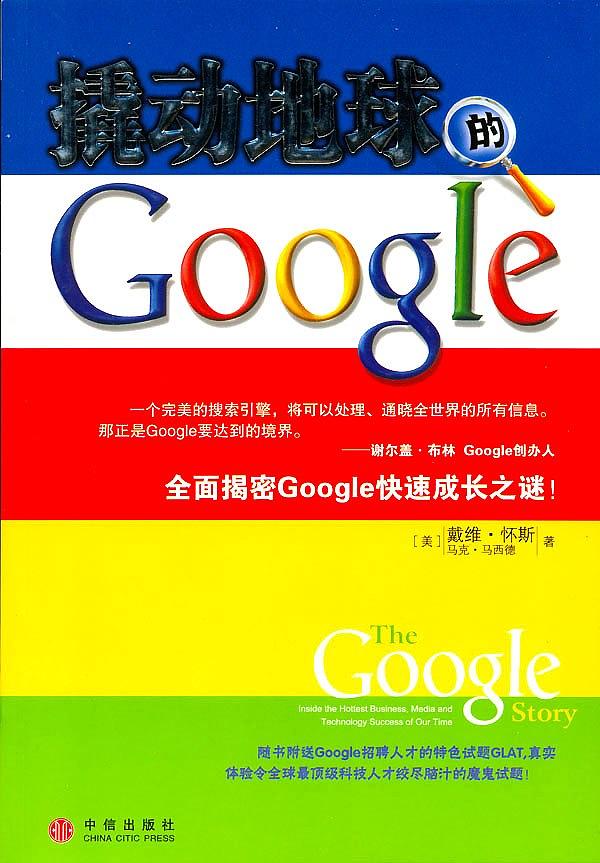 撬动地球的
Google
一个完美的搜索引擎，将可以处理、通晓全世界的所有信息。
那正是Google要达到的境界。
——谢尔盖·布林 Google创办人
全面揭密Google快速成长之谜！
[美] 戴维·怀斯
马克·马西德 著
The
Google
Inside the Hottest Business, Media and
Technology Success of Our Time
Story
随书附送Google招聘人才的特色试题GLAT,真实
体验令全球最顶级科技人才绞尽脑汁的魔鬼试题！
中信出版社
CHINA CITIC PRESS